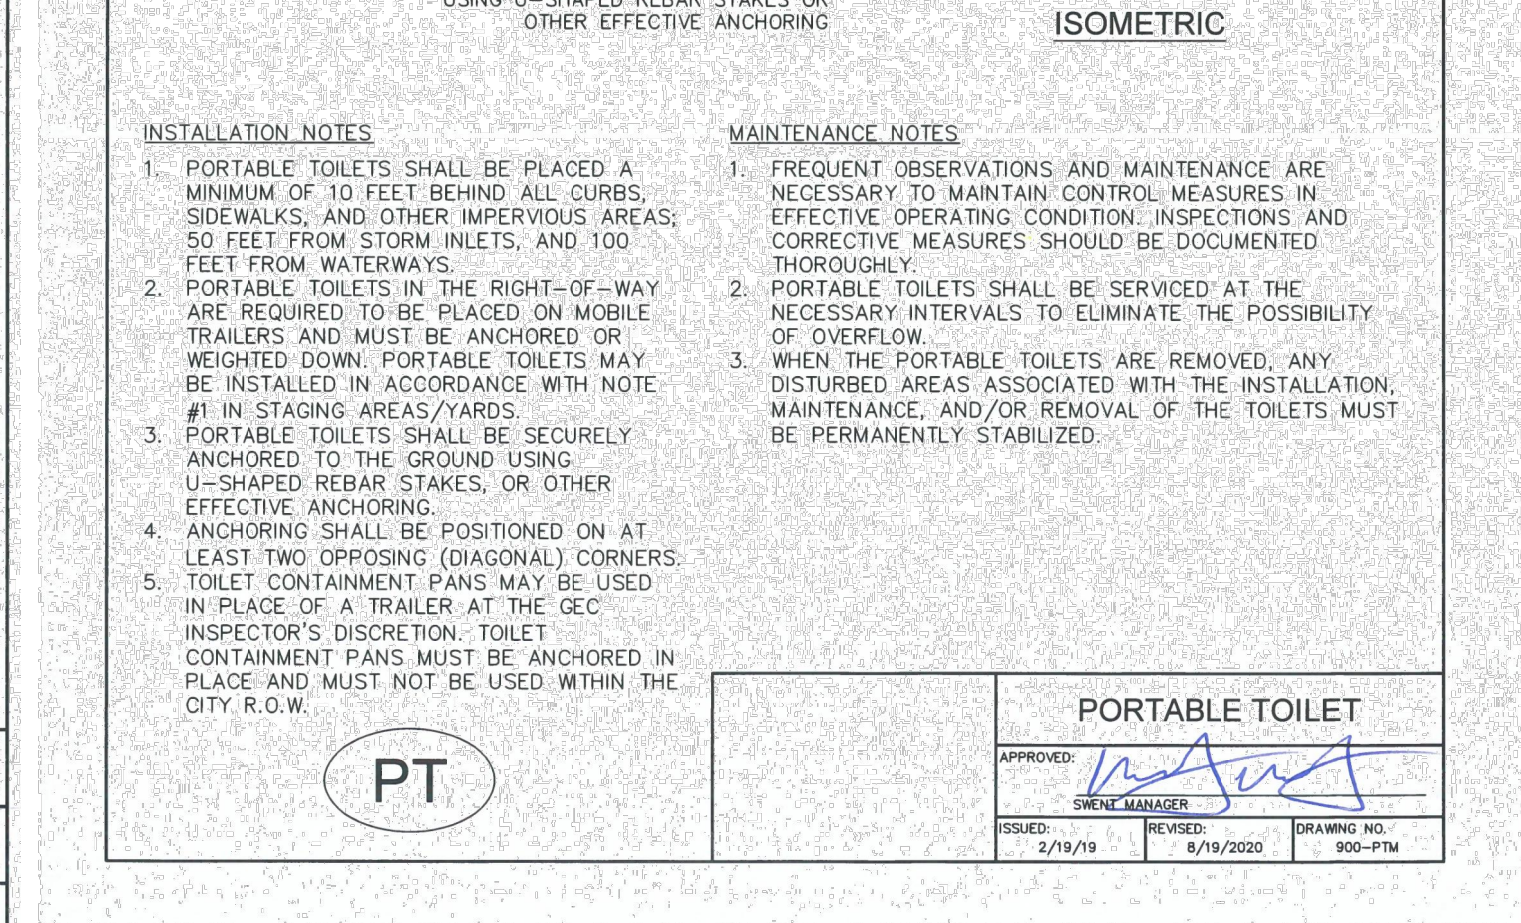 USING U-SHAPED REBAR STAKES OR
OTHER EFFECTIVE ANCHORING
ISOMETRIC
INSTALLATION NOTES
1. PORTABLE TOILETS SHALL BE PLACED A
MINIMUM OF 10 FEET BEHIND ALL CURBS,
SIDEWALKS, AND OTHER IMPERVIOUS AREAS;
50 FEET FROM STORM INLETS, AND 100
FEET FROM WATERWAYS.
2. PORTABLE TOILETS IN THE RIGHT-OF-WAY
ARE REQUIRED TO BE PLACED ON MOBILE
TRAILERS AND MUST BE ANCHORED OR
WEIGHTED DOWN. PORTABLE TOILETS MAY
BE INSTALLED IN ACCORDANCE WITH NOTE
#1 IN STAGING AREAS/YARDS.
3. PORTABLE TOILETS SHALL BE SECURELY
ANCHORED TO THE GROUND USING
U-SHAPED REBAR STAKES, OR OTHER
EFFECTIVE ANCHORING.
4. ANCHORING SHALL BE POSITIONED ON AT
LEAST TWO OPPOSING (DIAGONAL) CORNERS.
5. TOILET CONTAINMENT PANS MAY BE USED
IN PLACE OF A TRAILER AT THE GEC
INSPECTOR'S DISCRETION. TOILET
CONTAINMENT PANS MUST BE ANCHORED IN
PLACE AND MUST NOT BE USED WITHIN THE
CITY R.O.W.
PT
MAINTENANCE NOTES
1. FREQUENT OBSERVATIONS AND MAINTENANCE ARE
NECESSARY TO MAINTAIN CONTROL MEASURES IN
EFFECTIVE OPERATING CONDITION. INSPECTIONS AND
CORRECTIVE MEASURES SHOULD BE DOCUMENTED
THOROUGHLY.
2. PORTABLE TOILETS SHALL BE SERVICED AT THE
NECESSARY INTERVALS TO ELIMINATE THE POSSIBILITY
OF OVERFLOW.
3. WHEN THE PORTABLE TOILETS ARE REMOVED, ANY
DISTURBED AREAS ASSOCIATED WITH THE INSTALLATION,
MAINTENANCE, AND/OR REMOVAL OF THE TOILETS MUST
BE PERMANENTLY STABILIZED.
PORTABLE TOILET
APPROVED:
SWENT MANAGER
ISSUED:
2/19/19
REVISED:
8/19/2020
DRAWING NO.
900-PTM